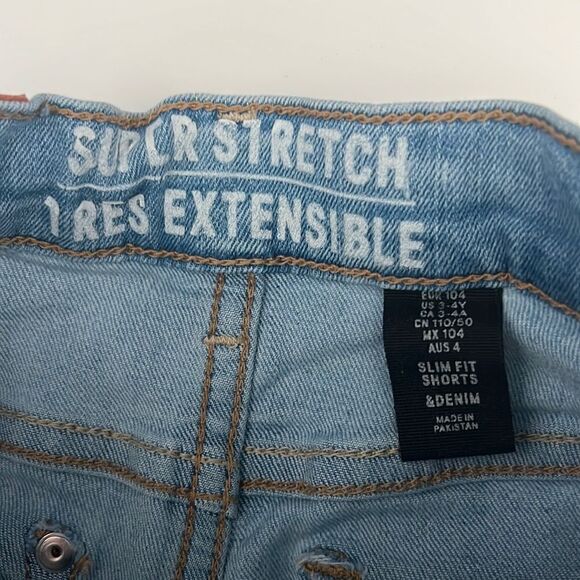 SUPER STRETCH
TRES EXTENSIBLE
EUR 104
US 3-4Y
CA 3-4A
CN 110/50
MX 104
AUS 4
SLIM FIT
SHORTS
&DENIM
MADE IN
PAKISTAN